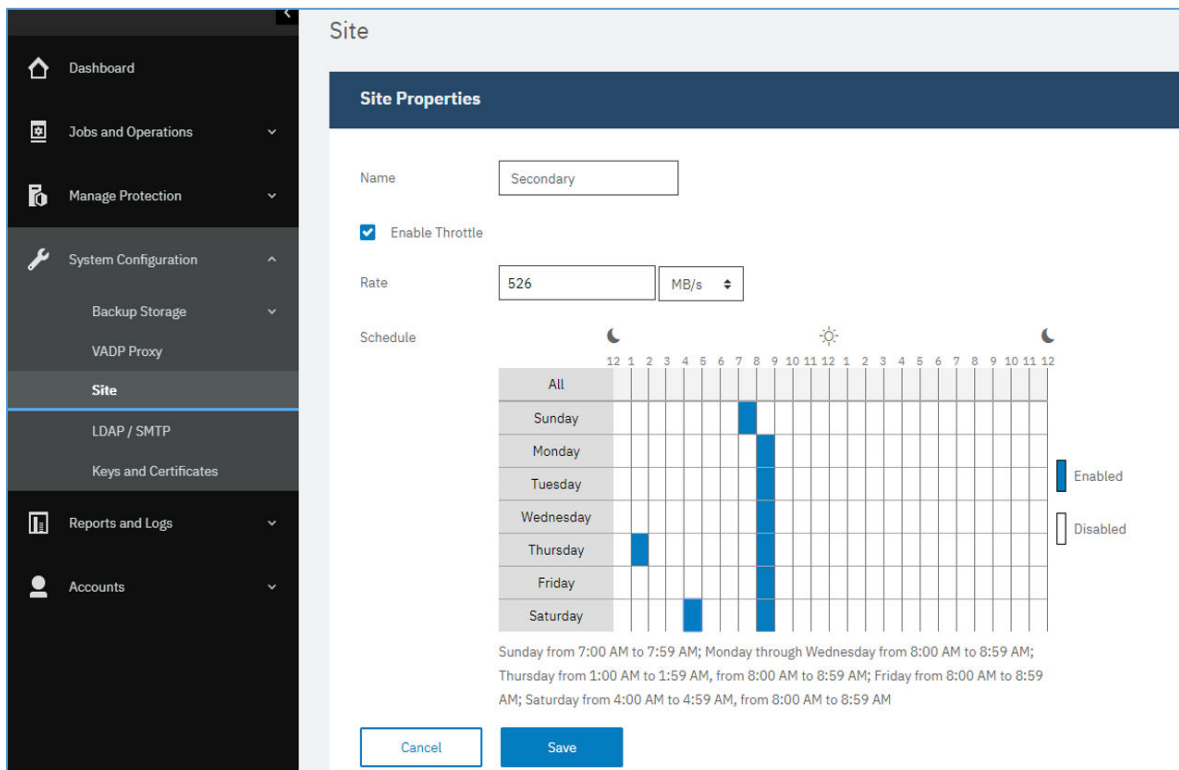 Site
Dashboard
Jobs and Operations
Manage Protection
System Configuration
Backup Storage
VADP Proxy
Site
LDAP / SMTP
Keys and Certificates
Reports and Logs
Accounts
Site Properties
Name
Secondary
Enable Throttle
Rate
526
MB/s
Schedule
12 1 2 3 4 5 6 7 8 9 10 11 12 1 2 3 4 5 6 7 8 9 10 11 12
All
Sunday
Monday
Tuesday
Wednesday
Thursday
Friday
Saturday
Enabled
Disabled
Sunday from 7:00 AM to 7:59 AM; Monday through Wednesday from 8:00 AM to 8:59 AM;
Thursday from 1:00 AM to 1:59 AM, from 8:00 AM to 8:59 AM; Friday from 8:00 AM to 8:59
AM; Saturday from 4:00 AM to 4:59 AM, from 8:00 AM to 8:59 AM
Cancel
Save